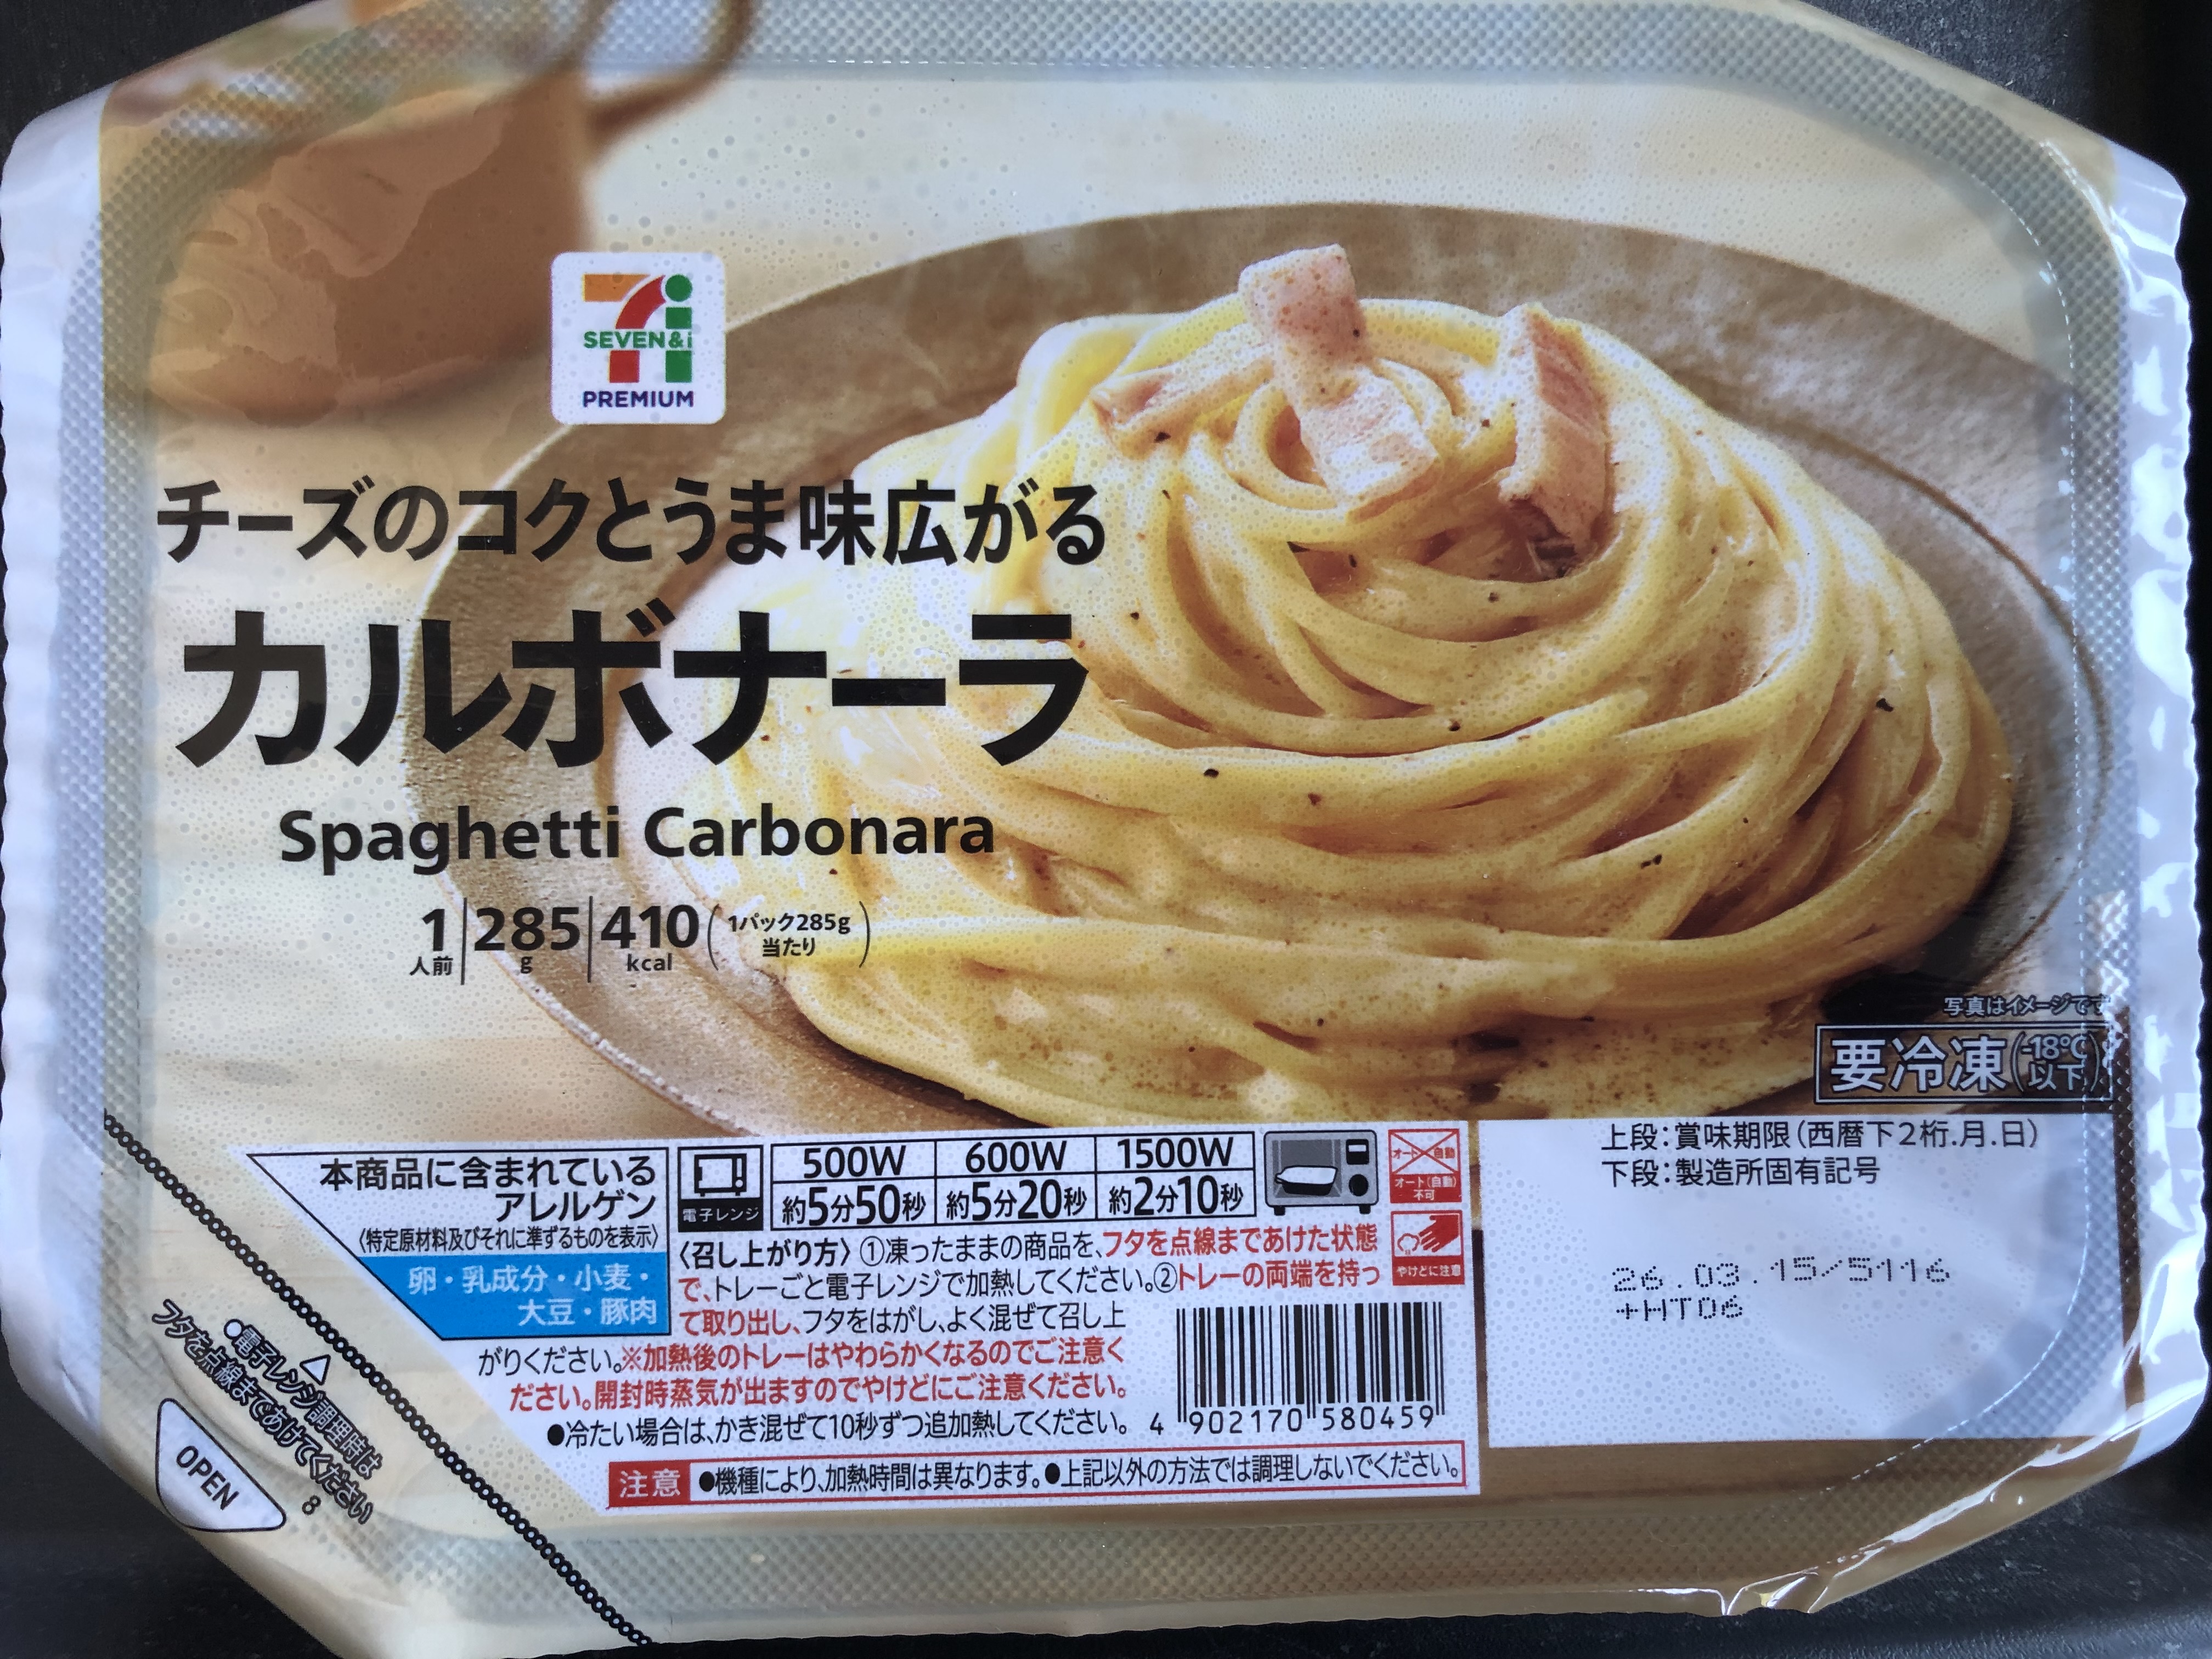 7i
SEVEN&i
PREMIUM
チーズのコクとうま味広がる
カルボナーラ
Spaghetti Carbonara
1人前 285g 410kcal (1パック285g当たり)
写真はイメージです
要冷凍(-18℃以下)
本商品に含まれている
アレルゲン
〈特定原材料及びそれに準ずるものを表示〉
卵・乳成分・小麦・
大豆・豚肉
電子レンジ
500W 600W 1500W
約5分50秒 約5分20秒 約2分10秒
オート 自動
オート(自動)
不可
やけどに注意
〈召し上がり方〉①凍ったままの商品を、フタを点線まであけた状態
で、トレーごと電子レンジで加熱してください。②トレーの両端を持っ
て取り出し、フタをはがし、よく混ぜて召し上
がりください。※加熱後のトレーはやわらかくなるのでご注意く
ださい。開封時蒸気が出ますのでやけどにご注意ください。
●冷たい場合は、かき混ぜて10秒ずつ追加熱してください。
4 902170 580459
注意 ●機種により、加熱時間は異なります。●上記以外の方法では調理しないでください。
上段:賞味期限(西暦下2桁.月.日)
下段:製造所固有記号
26.03.15/5116
+HT06
●電子レンジ調理時は
フタを点線まであけてください
OPEN